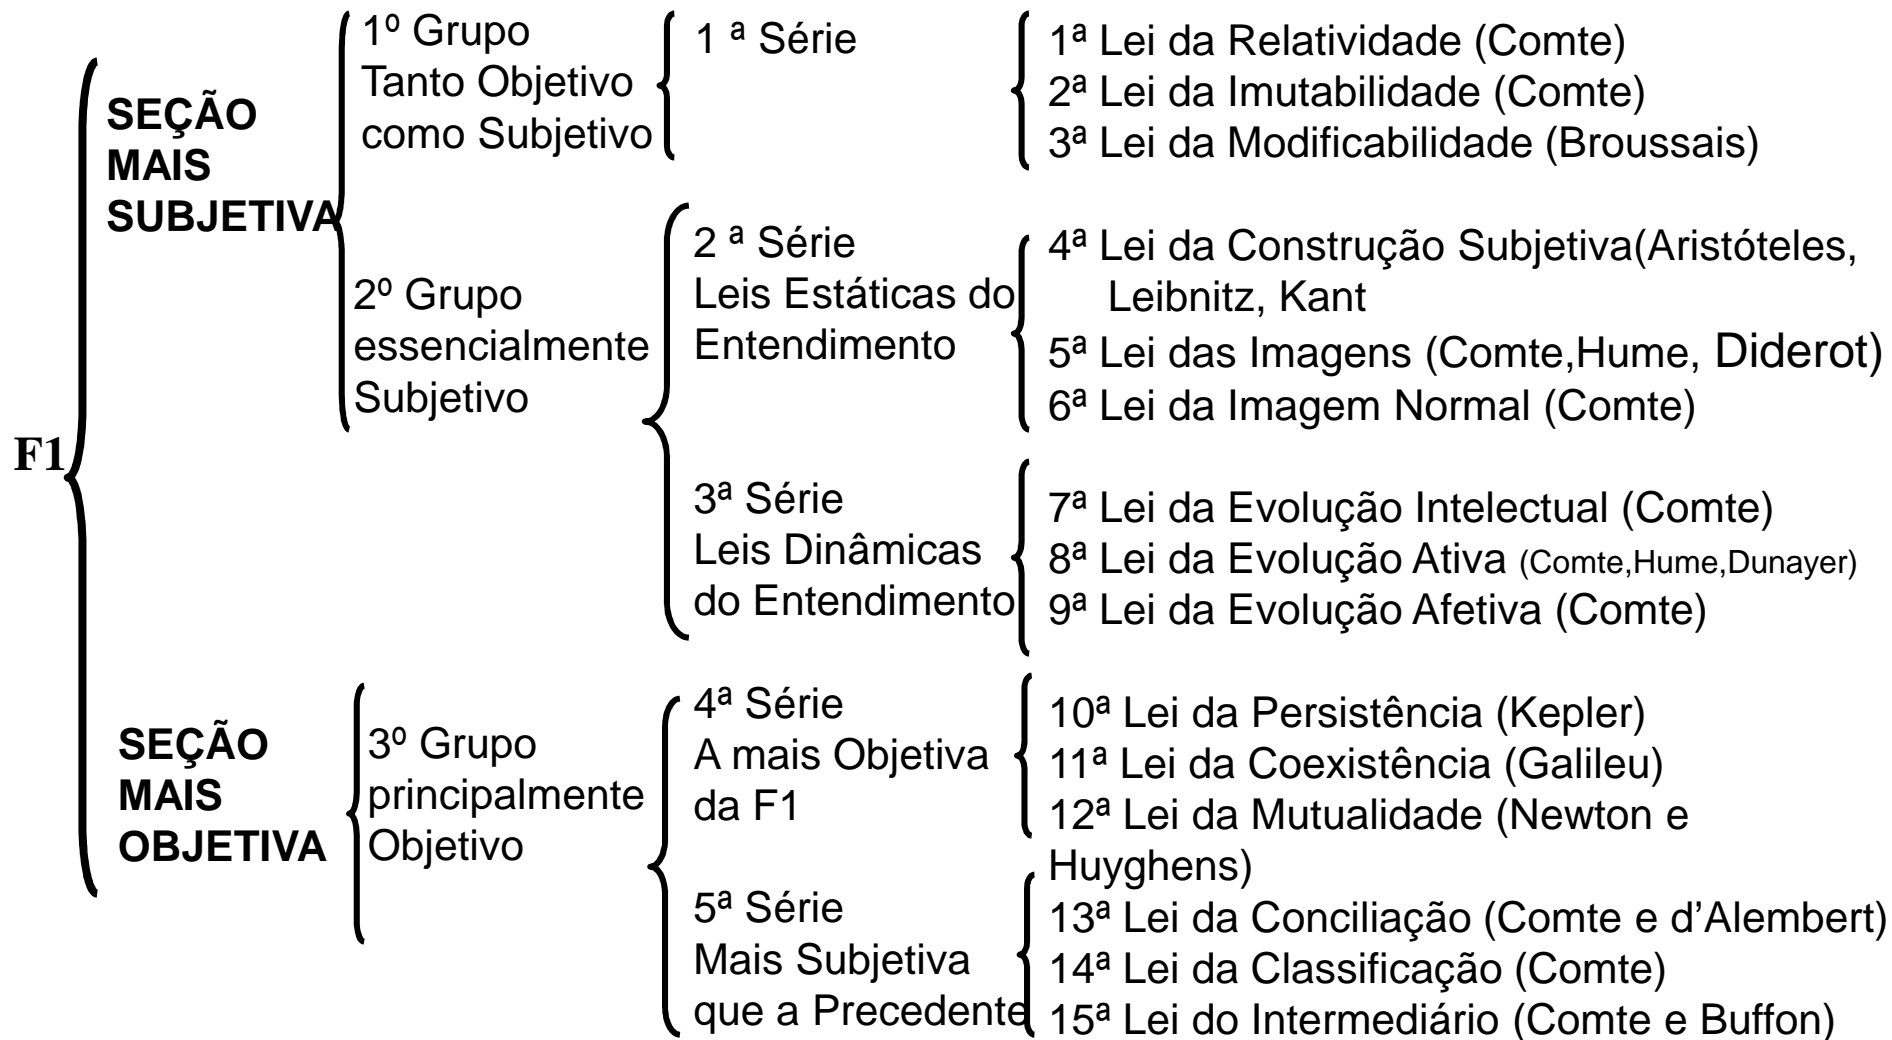 F1
SEÇÃO
MAIS
SUBJETIVA
1º Grupo
Tanto Objetivo
como Subjetivo
1 ª Série
1ª Lei da Relatividade (Comte)
2ª Lei da Imutabilidade (Comte)
3ª Lei da Modificabilidade (Broussais)
2º Grupo
essencialmente
Subjetivo
2 ª Série
Leis Estáticas do
Entendimento
4ª Lei da Construção Subjetiva(Aristóteles,
Leibnitz, Kant
5ª Lei das Imagens (Comte,Hume, Diderot)
6ª Lei da Imagem Normal (Comte)
3ª Série
Leis Dinâmicas
do Entendimento
7ª Lei da Evolução Intelectual (Comte)
8ª Lei da Evolução Ativa (Comte,Hume,Dunayer)
9ª Lei da Evolução Afetiva (Comte)
SEÇÃO
MAIS
OBJETIVA
3º Grupo
principalmente
Objetivo
4ª Série
A mais Objetiva
da F1
10ª Lei da Persistência (Kepler)
11ª Lei da Coexistência (Galileu)
12ª Lei da Mutualidade (Newton e
Huyghens)
5ª Série
Mais Subjetiva
que a Precedente
13ª Lei da Conciliação (Comte e d’Alembert)
14ª Lei da Classificação (Comte)
15ª Lei do Intermediário (Comte e Buffon)